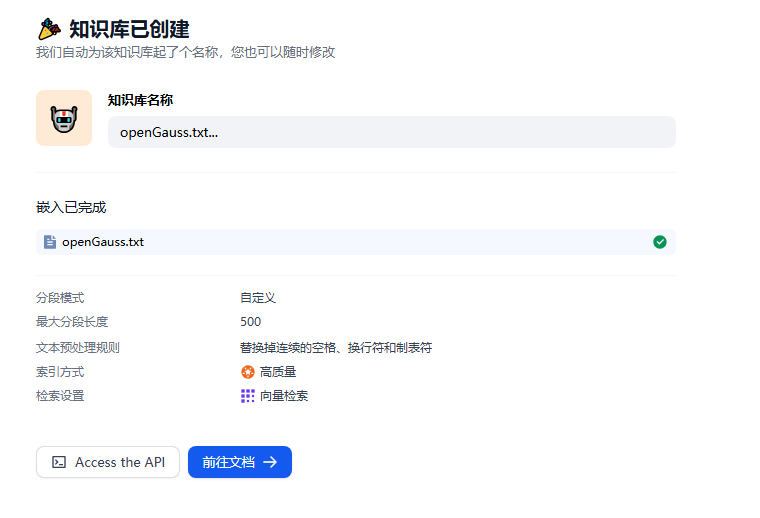 知识库已创建
我们自动为该知识库起了个名称，您也可以随时修改
知识库名称
openGauss.txt...
嵌入已完成
openGauss.txt
分段模式 自定义
最大分段长度 500
文本预处理规则 替换掉连续的空格、换行符和制表符
索引方式 高质量
检索设置 向量检索
Access the API 前往文档 →